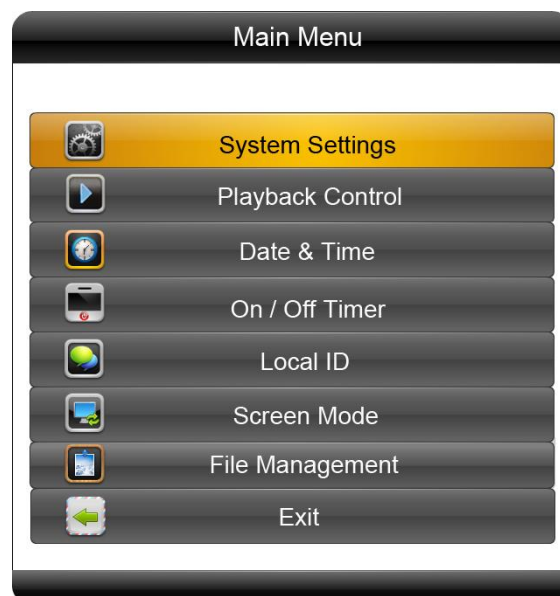 Main Menu
System Settings
Playback Control
Date & Time
On / Off Timer
Local ID
Screen Mode
File Management
Exit